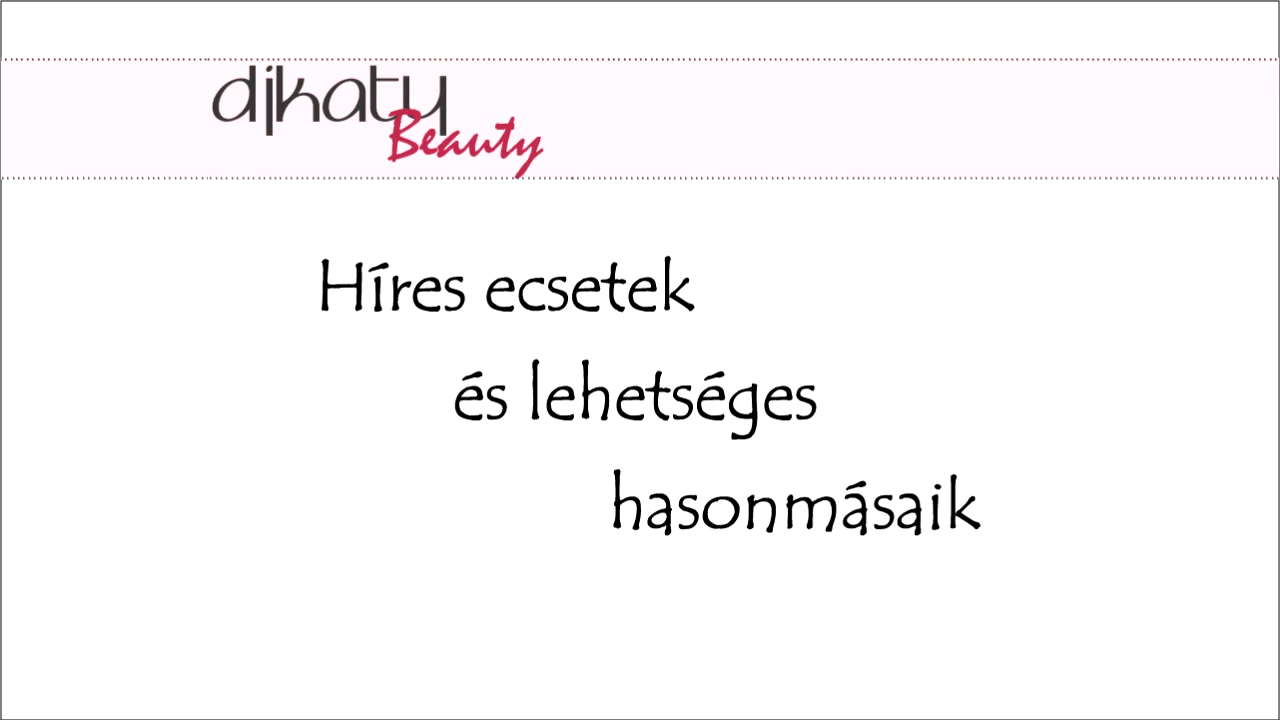 djkaty
Beauty
Híres ecsetek
és lehetséges
hasonmásaik